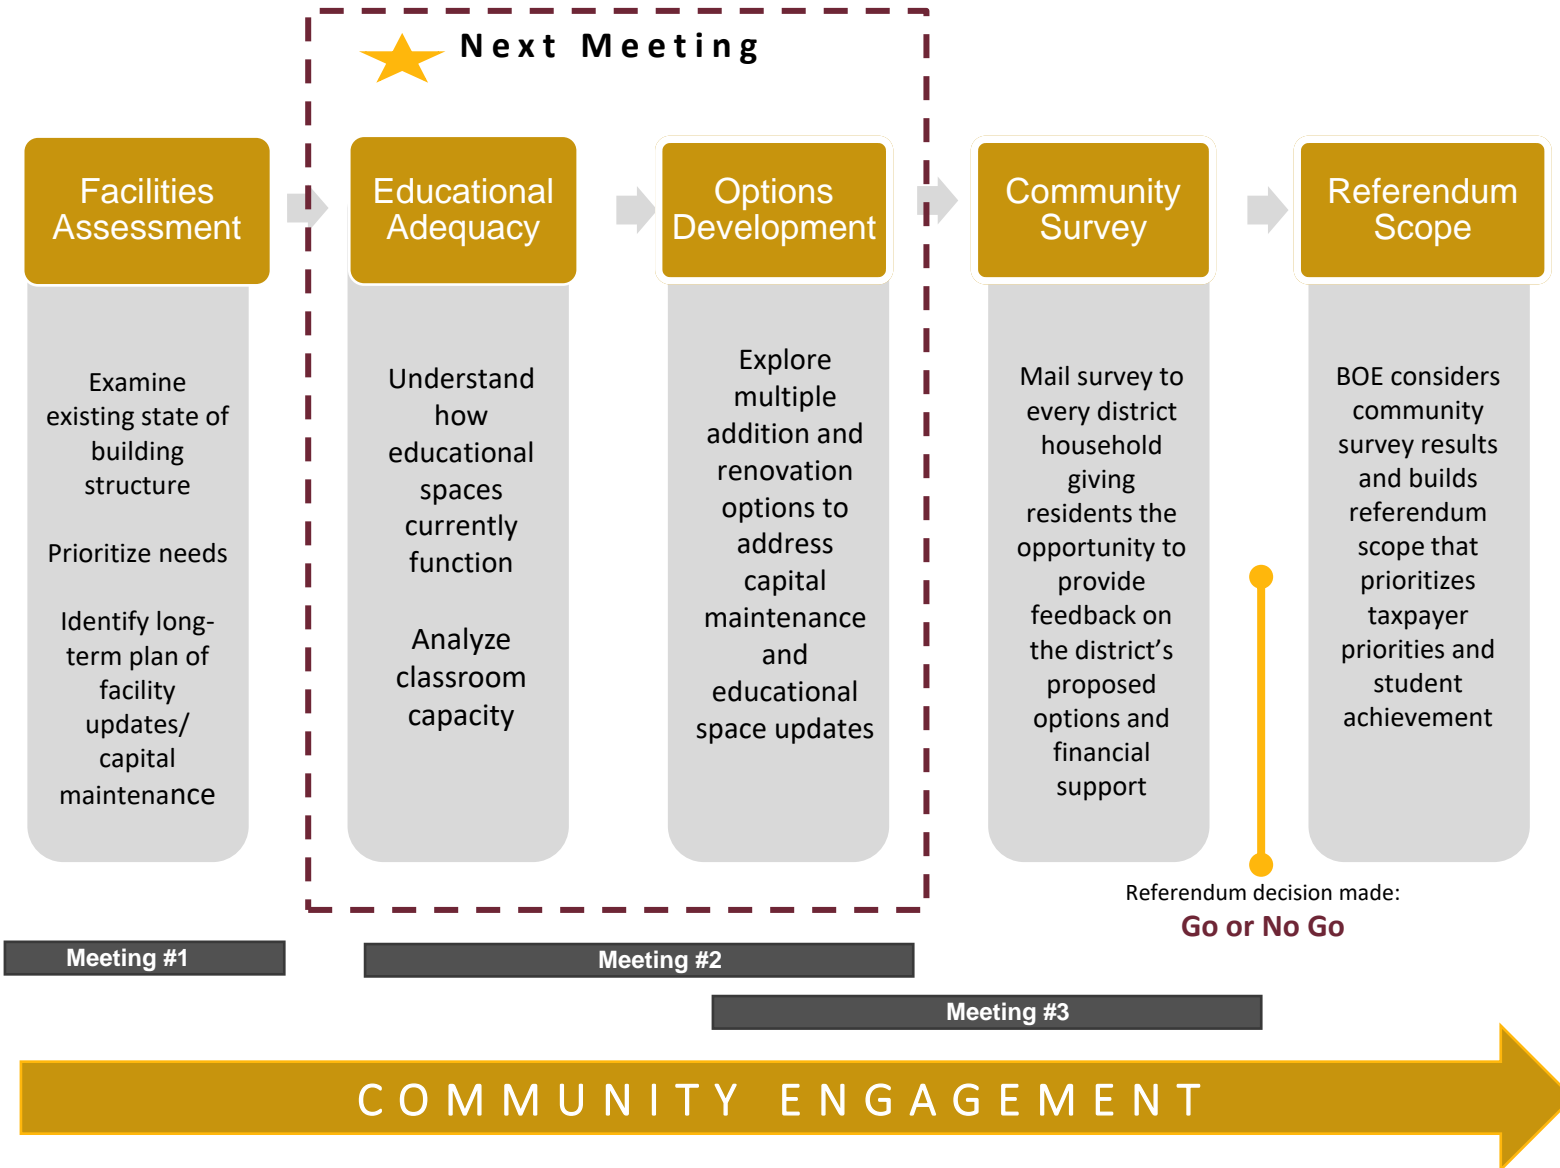 Next Meeting
Facilities
Assessment
Examine
existing state of
building
structure
Prioritize needs
Identify long-
term plan of
facility
updates/
capital
maintenance
Educational
Adequacy
Understand
how
educational
spaces
currently
function
Analyze
classroom
capacity
Options
Development
Explore
multiple
addition and
renovation
options to
address
capital
maintenance
and
educational
space updates
Community
Survey
Mail survey to
every district
household
giving
residents the
opportunity to
provide
feedback on
the district’s
proposed
options and
financial
support
Referendum
Scope
BOE considers
community
survey results
and builds
referendum
scope that
prioritizes
taxpayer
priorities and
student
achievement
Referendum decision made:
Go or No Go
Meeting #1
Meeting #2
Meeting #3
COMMUNITY ENGAGEMENT